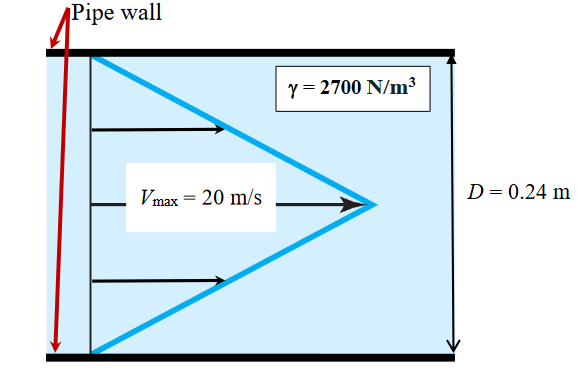 Pipe wall
γ = 2700 N/m³
Vmax = 20 m/s
D = 0.24 m